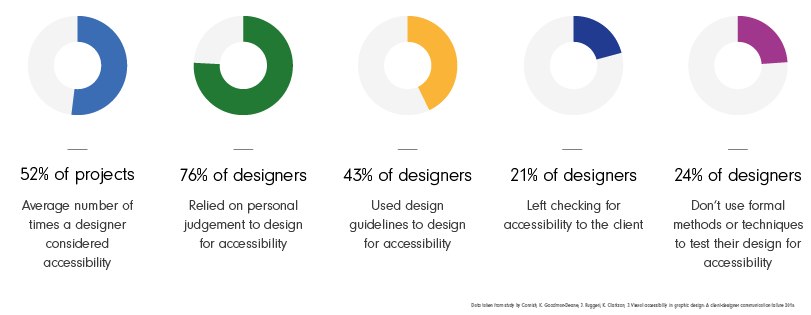 52% of projects
Average number of
times a designer
considered
accessibility
76% of designers
Relied on personal
judgement to design
for accessibility
43% of designers
Used design
guidelines to design
for accessibility
21% of designers
Left checking for
accessibility to the client
24% of designers
Don't use formal
methods or techniques
to test their design for
accessibility
Data taken from study by Cornish, K. Goodman-Deane, J. Ruggeri, K. Clarkson, J. Visual accessibility in graphic design: A client-designer communication failure